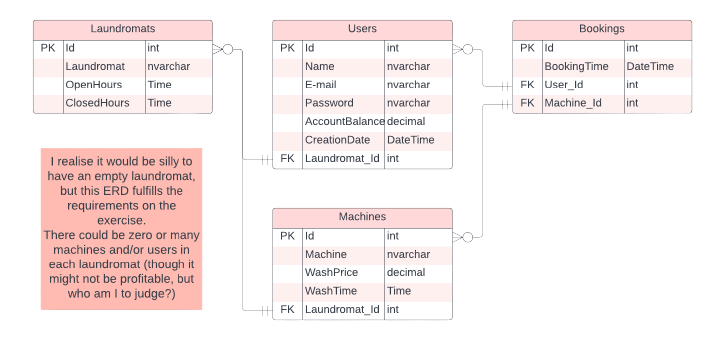 Laundromats
PK Id int
Laundromat nvarchar
OpenHours Time
ClosedHours Time
Users
PK Id int
Name nvarchar
E-mail nvarchar
Password nvarchar
AccountBalance decimal
CreationDate DateTime
FK Laundromat_Id int
Bookings
PK Id int
BookingTime DateTime
FK User_Id int
FK Machine_Id int
I realise it would be silly to
have an empty laundromat,
but this ERD fulfills the
requirements on the
exercise.
There could be zero or many
machines and/or users in
each laundromat (though it
might not be profitable, but
who am I to judge?)
Machines
PK Id int
Machine nvarchar
WashPrice decimal
WashTime Time
FK Laundromat_Id int